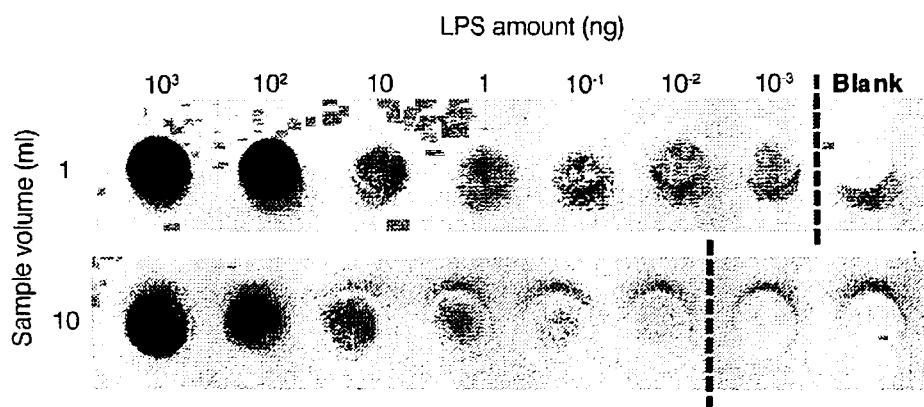 LPS amount (ng)
10³ 10² 10 1 10⁻¹ 10⁻² 10⁻³ Blank
Sample volume (ml)
1
10